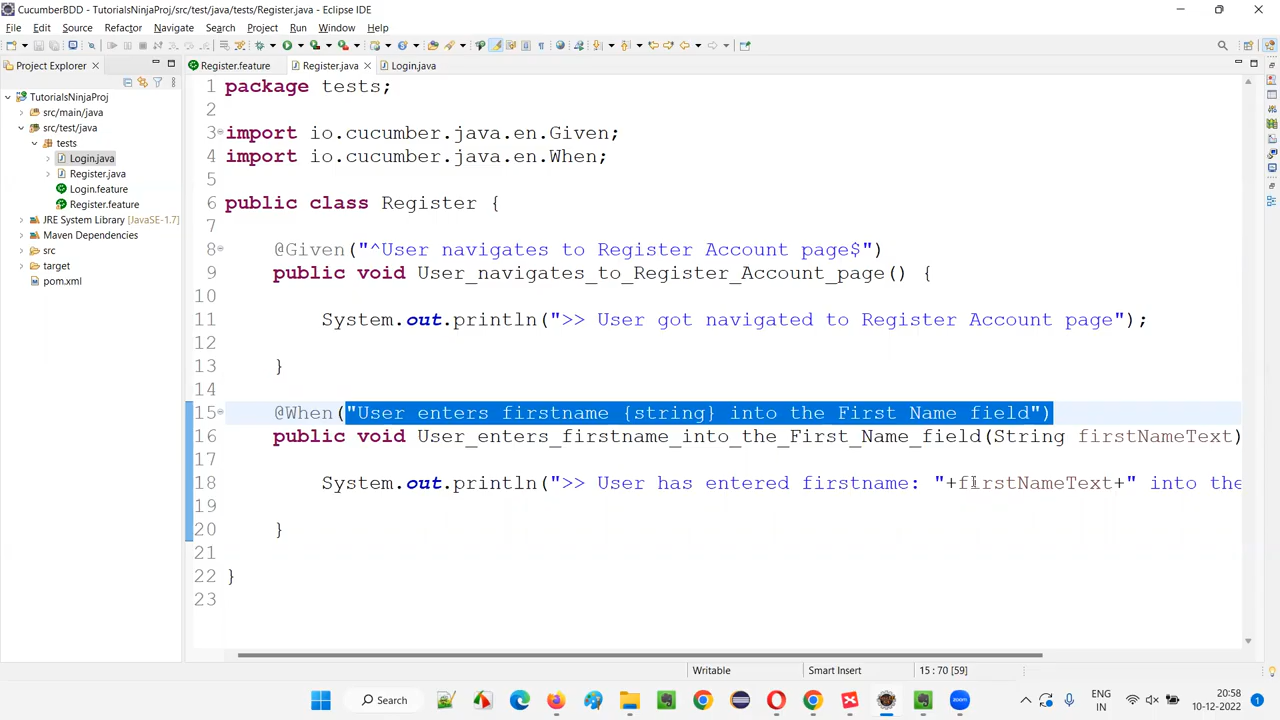 CucumberBDD - TutorialsNinjaProj/src/test/java/tests/Register.java - Eclipse IDE
File Edit Source Refactor Navigate Search Project Run Window Help
Project Explorer
Register.feature
Register.java
Login.java
TutorialsNinjaProj
src/main/java
src/test/java
tests
Login.java
Register.java
Login.feature
Register.feature
JRE System Library [JavaSE-1.7]
Maven Dependencies
src
target
pom.xml
1 package tests;
2
3 import io.cucumber.java.en.Given;
4 import io.cucumber.java.en.When;
5
6 public class Register {
7
8 @Given("^User navigates to Register Account page$")
9 public void User_navigates_to_Register_Account_page() {
10
11 System.out.println(">> User got navigated to Register Account page");
12
13 }
14
15 @When("User enters firstname {string} into the First Name field")
16 public void User_enters_firstname_into_the_First_Name_field(String firstNameText)
17
18 System.out.println(">> User has entered firstname: "+firstNameText+" into the
19
20 }
21
22 }
23
Writable
Smart Insert
15 : 70 [59]
Search
ENG
IN
20:58
10-12-2022